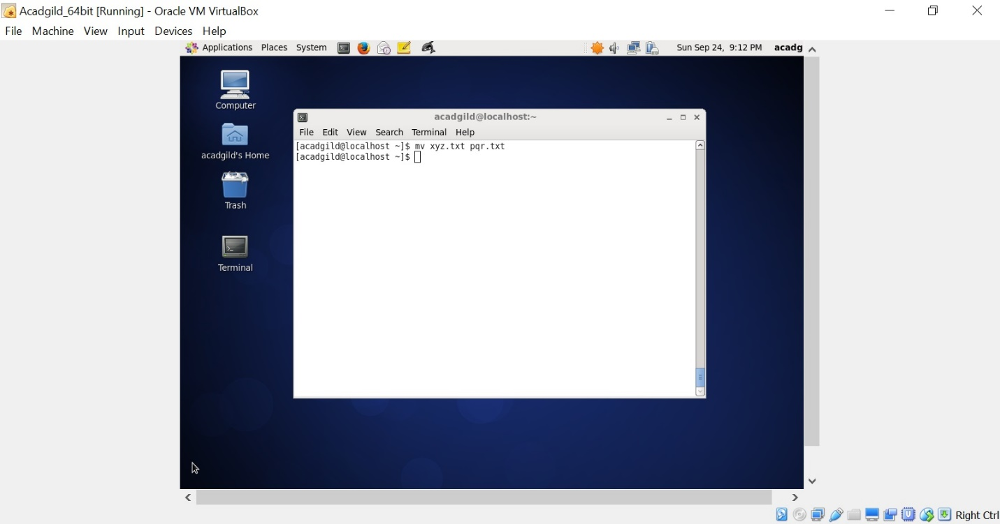 Acadgild_64bit [Running] - Oracle VM VirtualBox
File Machine View Input Devices Help
Applications Places System Sun Sep 24, 9:12 PM acadg
Computer
acadgild's Home
Trash
Terminal
acadgild@localhost:~
File Edit View Search Terminal Help
[acadgild@localhost ~]$ mv xyz.txt pqr.txt
[acadgild@localhost ~]$
Right Ctrl